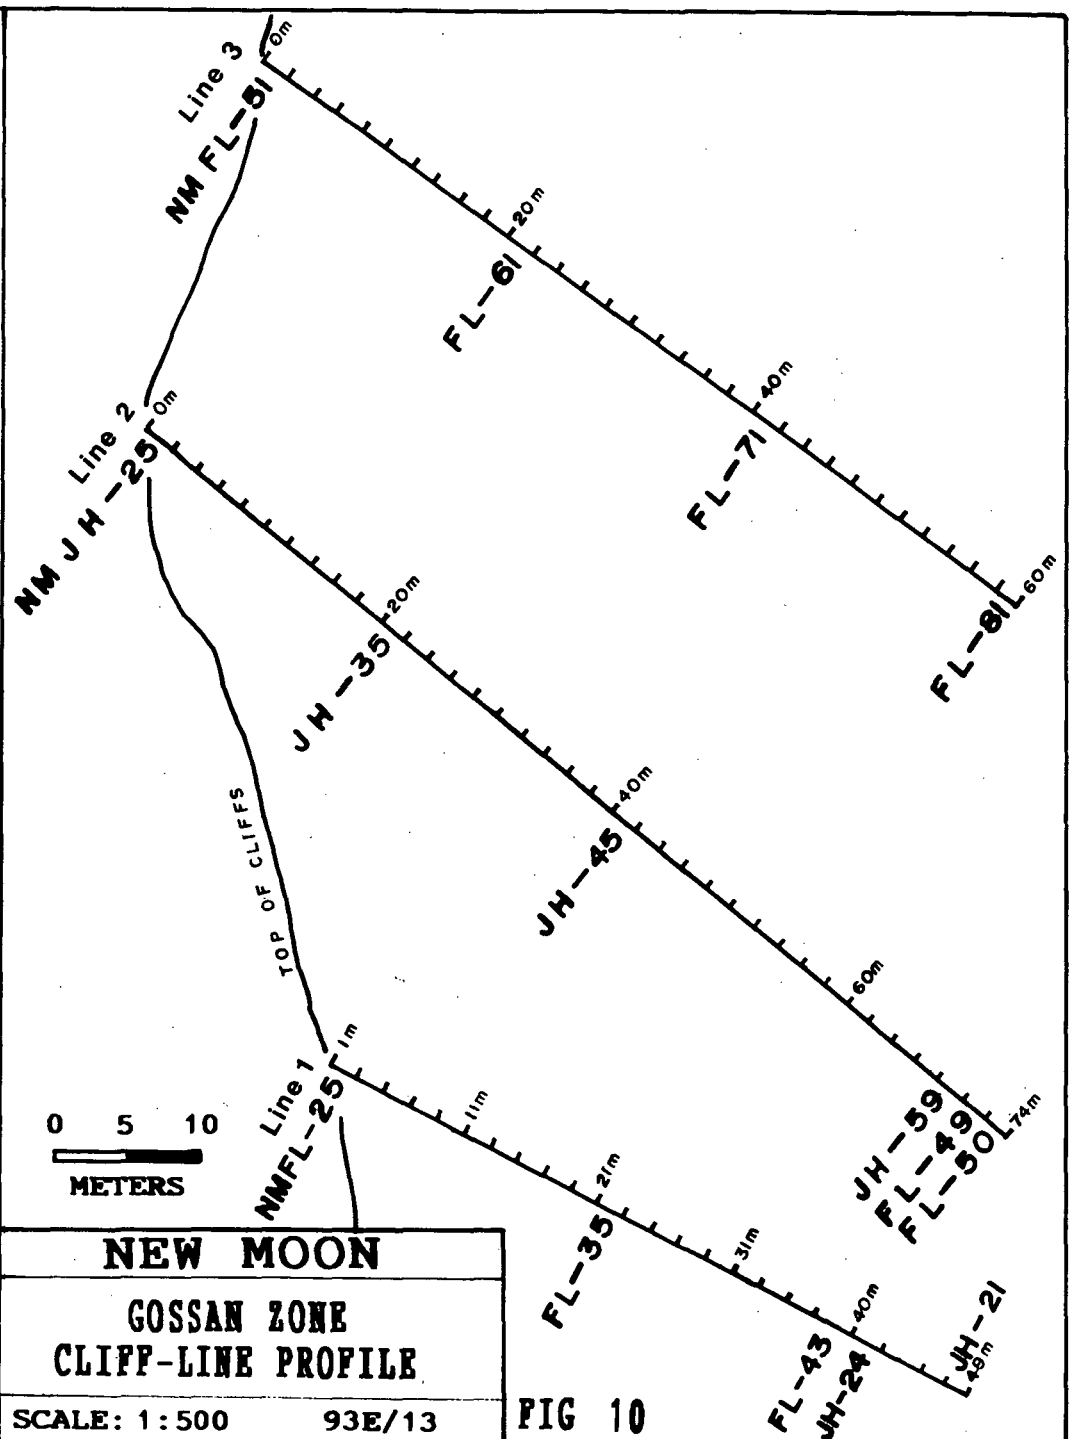 Line 3
0m
NMFL-51
20m
FL-61
40m
FL-71
60m
FL-81
Line 2
0m
NM JH-25
20m
JH-35
40m
JH-45
60m
JH-59
FL-49
FL-50
74m
TOP OF CLIFFS
Line 1
1m
NMFL-25
11m
21m
FL-35
31m
40m
FL-43
JH-24
JH-21
49m
0 5 10
METERS
NEW MOON
GOSSAN ZONE
CLIFF-LINE PROFILE
SCALE: 1:500 93E/13
FIG 10